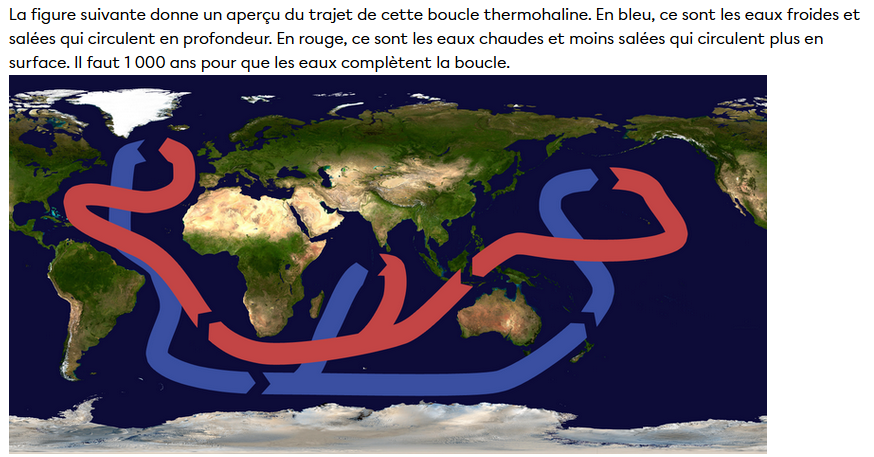 La figure suivante donne un aperçu du trajet de cette boucle thermohaline. En bleu, ce sont les eaux froides et
salées qui circulent en profondeur. En rouge, ce sont les eaux chaudes et moins salées qui circulent plus en
surface. Il faut 1 000 ans pour que les eaux complètent la boucle.